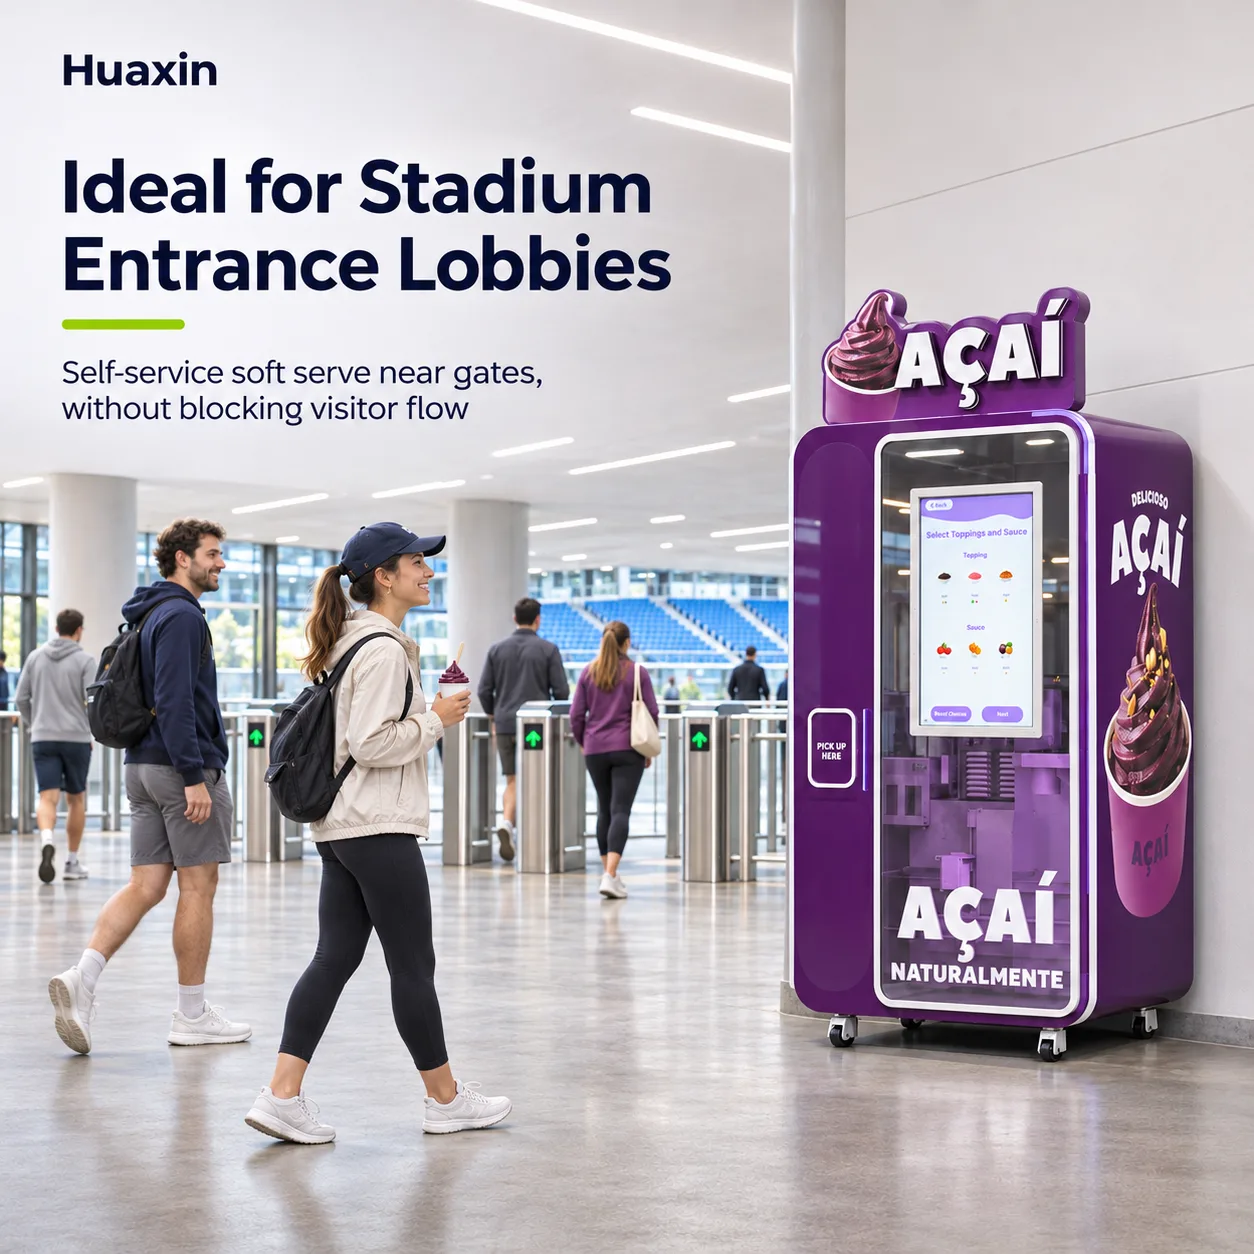 Huaxin
Ideal for Stadium
Entrance Lobbies
Self-service soft serve near gates,
without blocking visitor flow
AÇAÍ
Back
Select Toppings and Sauce
Topping
Sauce
Next
PICK UP
HERE
AÇAÍ
NATURALMENTE
DELICIOSO
AÇAÍ
AÇAÍ